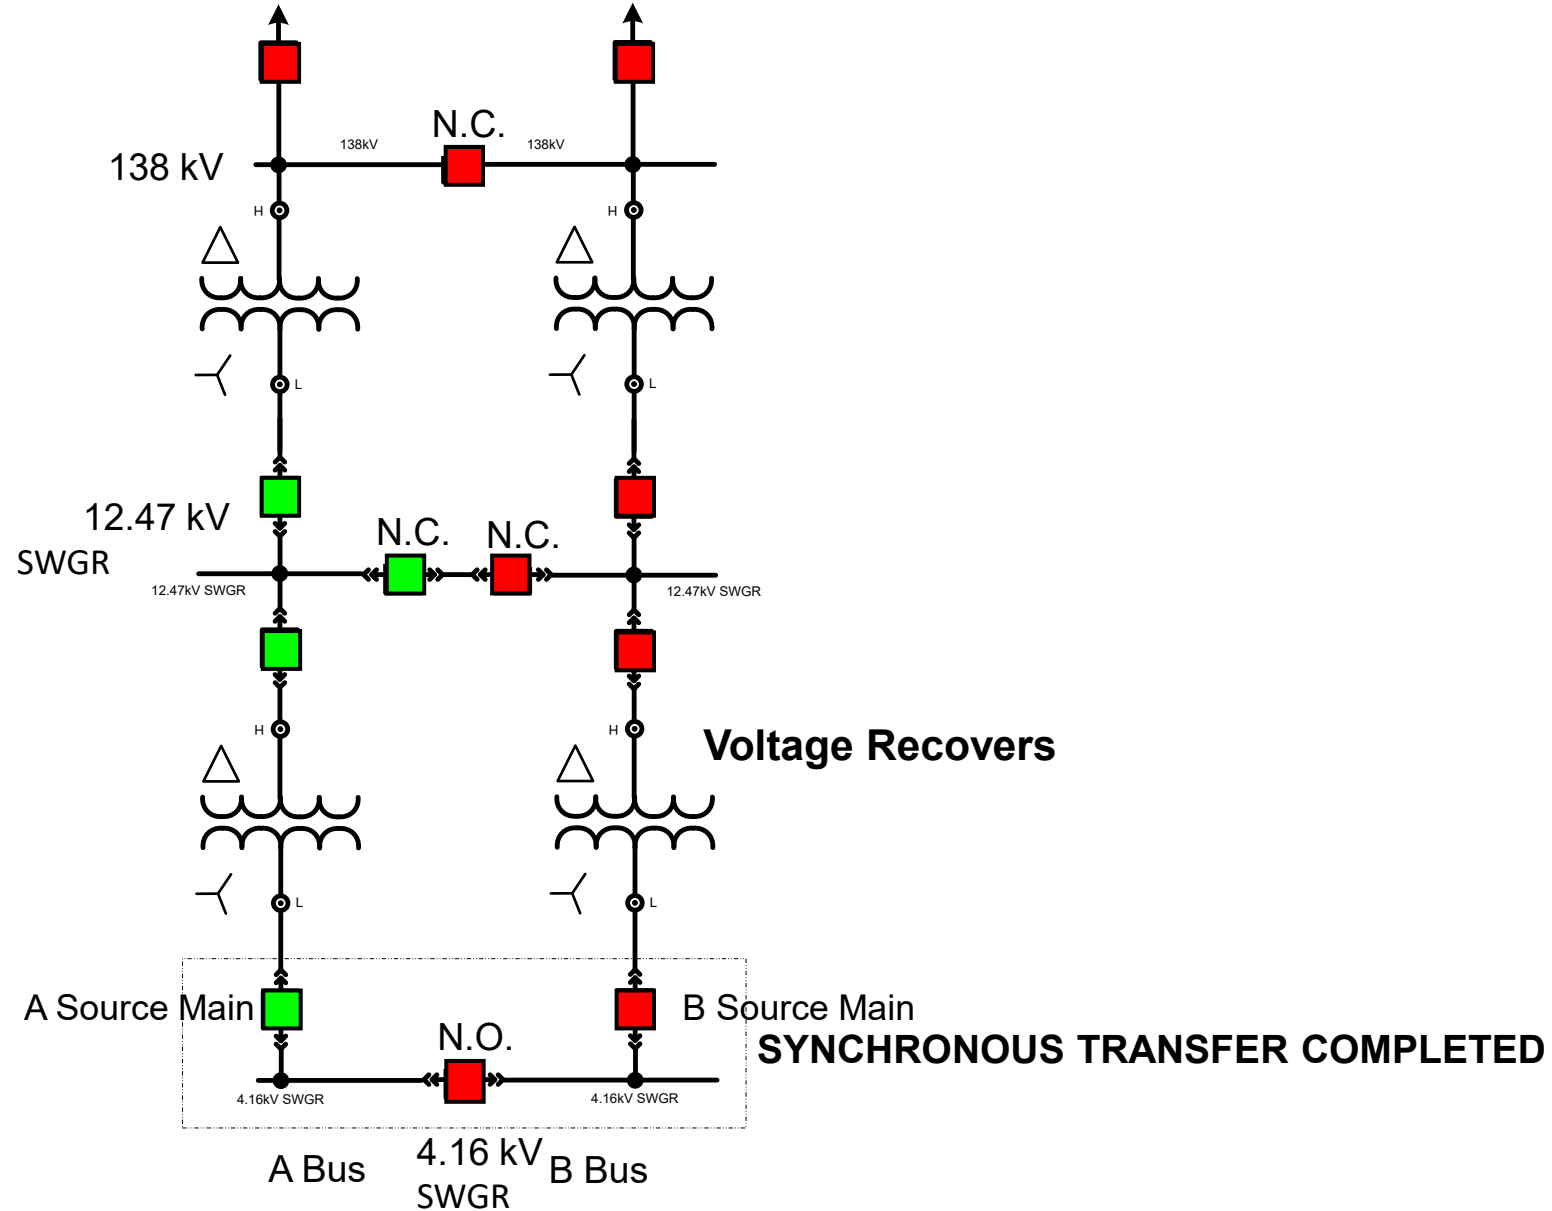 N.C.
138kV
138kV
138 kV
H
H
L
L
12.47 kV
SWGR
N.C.
N.C.
12.47kV SWGR
12.47kV SWGR
H
H
Voltage Recovers
L
L
A Source Main
B Source Main
N.O.
SYNCHRONOUS TRANSFER COMPLETED
4.16kV SWGR
4.16kV SWGR
A Bus
4.16 kV
SWGR
B Bus